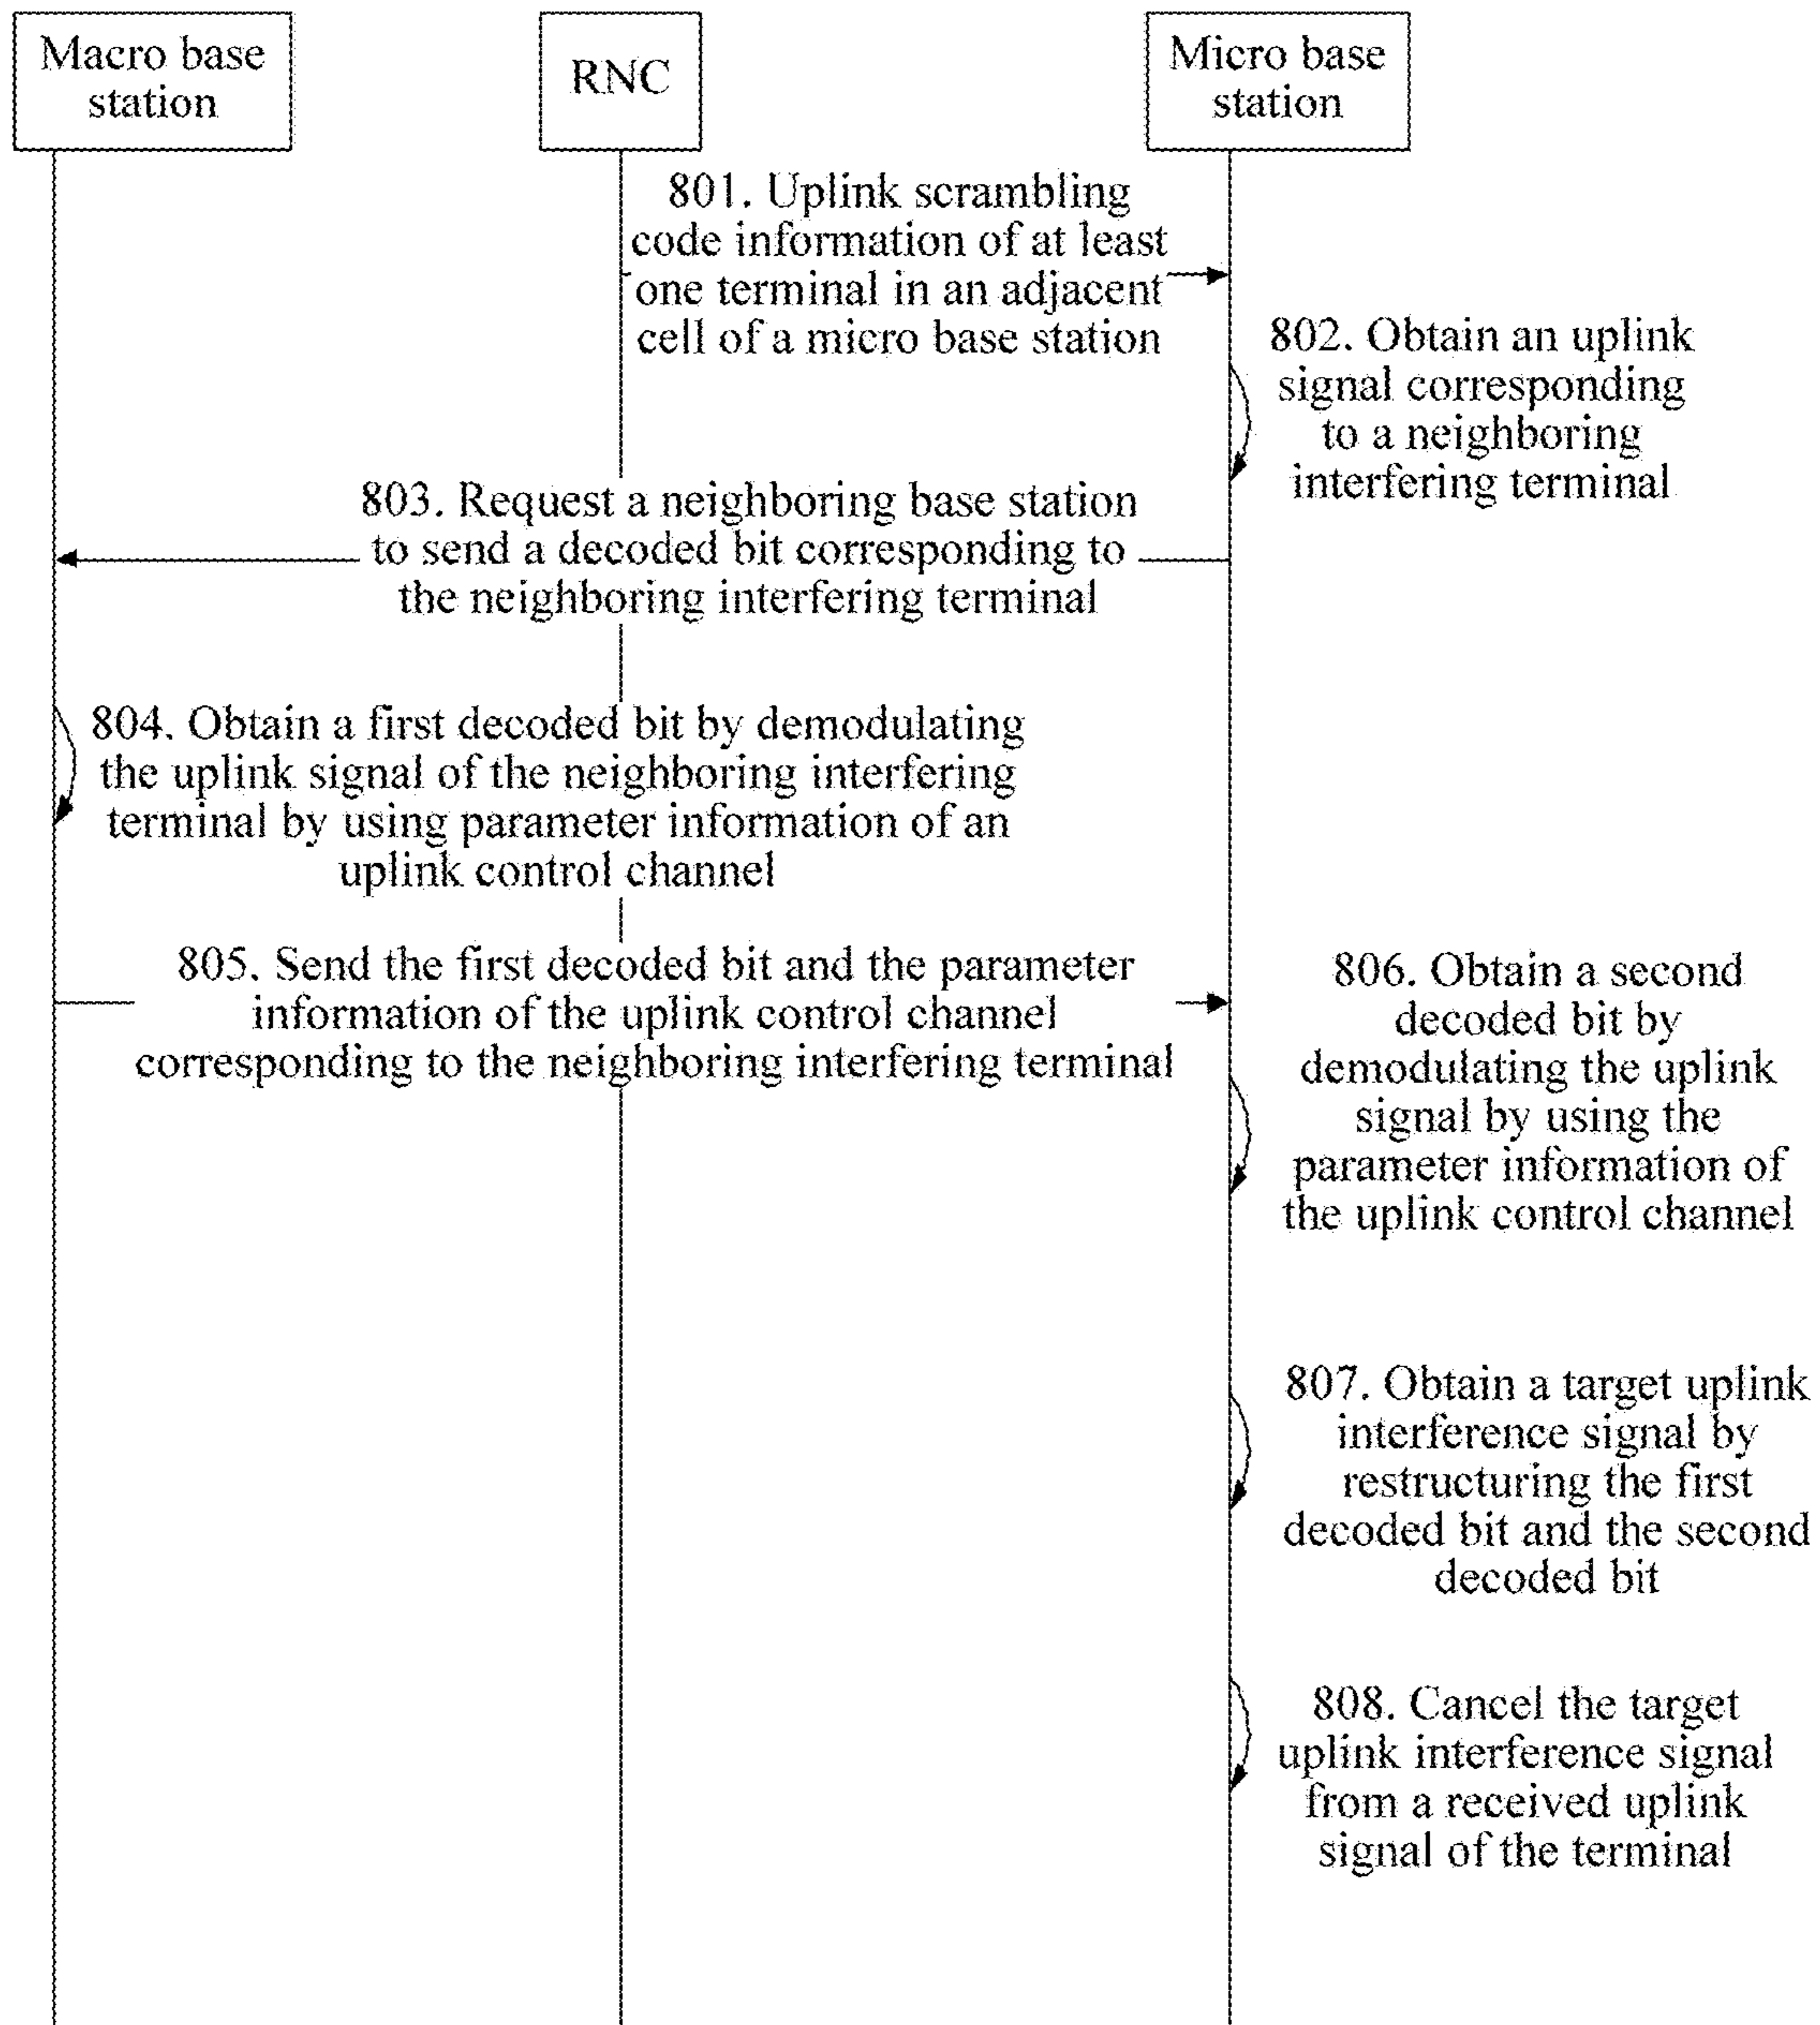 Macro base
station
RNC
Micro base
station
801. Uplink scrambling
code information of at least
one terminal in an adjacent
cell of a micro base station
802. Obtain an uplink
signal corresponding
to a neighboring
interfering terminal
803. Request a neighboring base station
to send a decoded bit corresponding to
the neighboring interfering terminal
804. Obtain a first decoded bit by demodulating
the uplink signal of the neighboring interfering
terminal by using parameter information of an
uplink control channel
805. Send the first decoded bit and the parameter
information of the uplink control channel
corresponding to the neighboring interfering terminal
806. Obtain a second
decoded bit by
demodulating the uplink
signal by using the
parameter information of
the uplink control channel
807. Obtain a target uplink
interference signal by
restructuring the first
decoded bit and the second
decoded bit
808. Cancel the target
uplink interference signal
from a received uplink
signal of the terminal